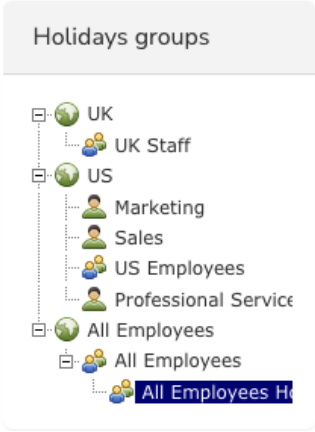 Holidays groups
UK
UK Staff
US
Marketing
Sales
US Employees
Professional Service
All Employees
All Employees
All Employees Ho